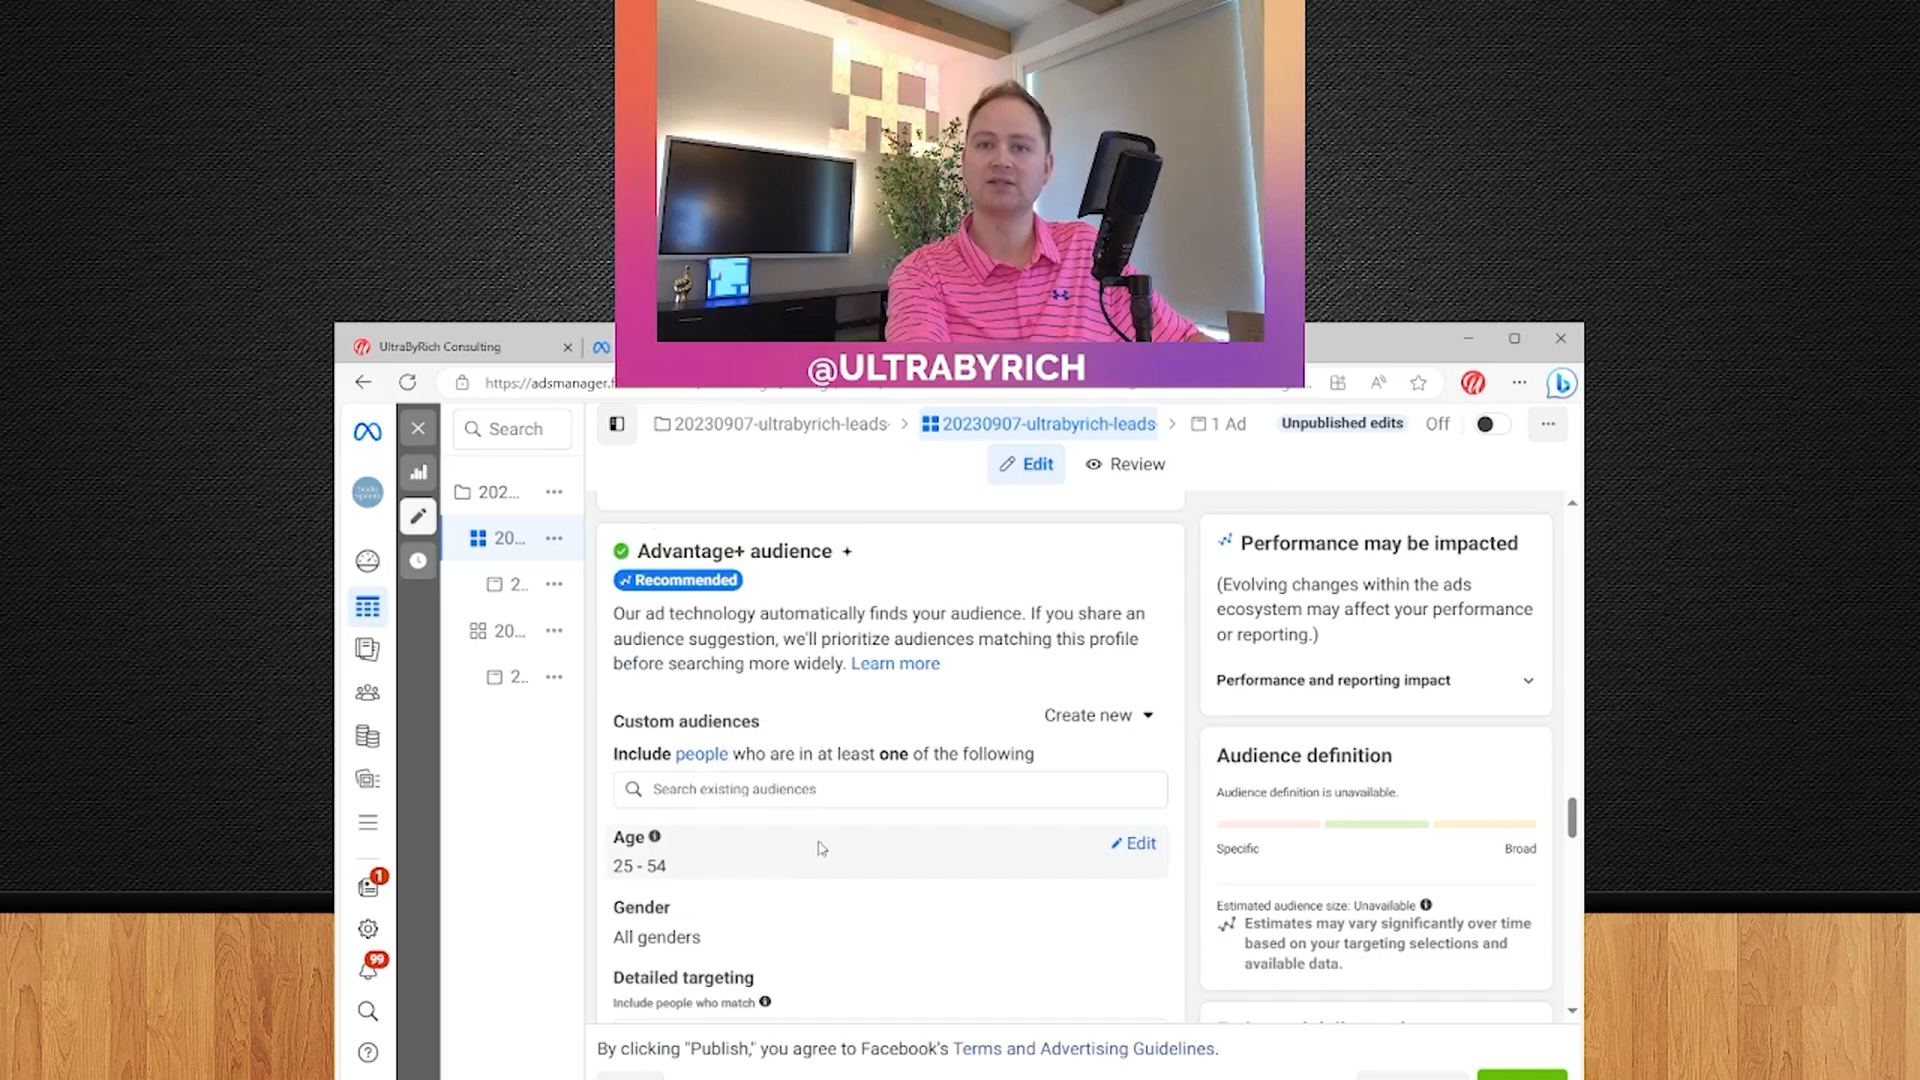 @ULTRABYRICH
UltraByRich Consulting
https://adsmanager.f
Search
20230907-ultrabyrich-leads-
20230907-ultrabyrich-leads-
1 Ad
Unpublished edits
Off
Edit
Review
202...
20...
2..
20...
2..
Advantage+ audience
Recommended
Our ad technology automatically finds your audience. If you share an
audience suggestion, we'll prioritize audiences matching this profile
before searching more widely. Learn more
Custom audiences
Create new
Include people who are in at least one of the following
Search existing audiences
Age
Edit
25 - 54
Gender
All genders
Detailed targeting
Include people who match
Performance may be impacted
(Evolving changes within the ads
ecosystem may affect your performance
or reporting.)
Performance and reporting impact
Audience definition
Audience definition is unavailable.
Specific
Broad
Estimated audience size: Unavailable
Estimates may vary significantly over time
based on your targeting selections and
available data.
1
99
By clicking "Publish," you agree to Facebook's Terms and Advertising Guidelines.